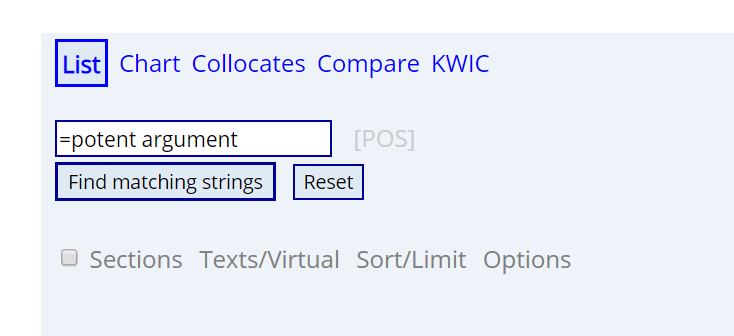 List Chart Collocates Compare KWIC
=potent argument [POS]
Find matching strings Reset
Sections Texts/Virtual Sort/Limit Options